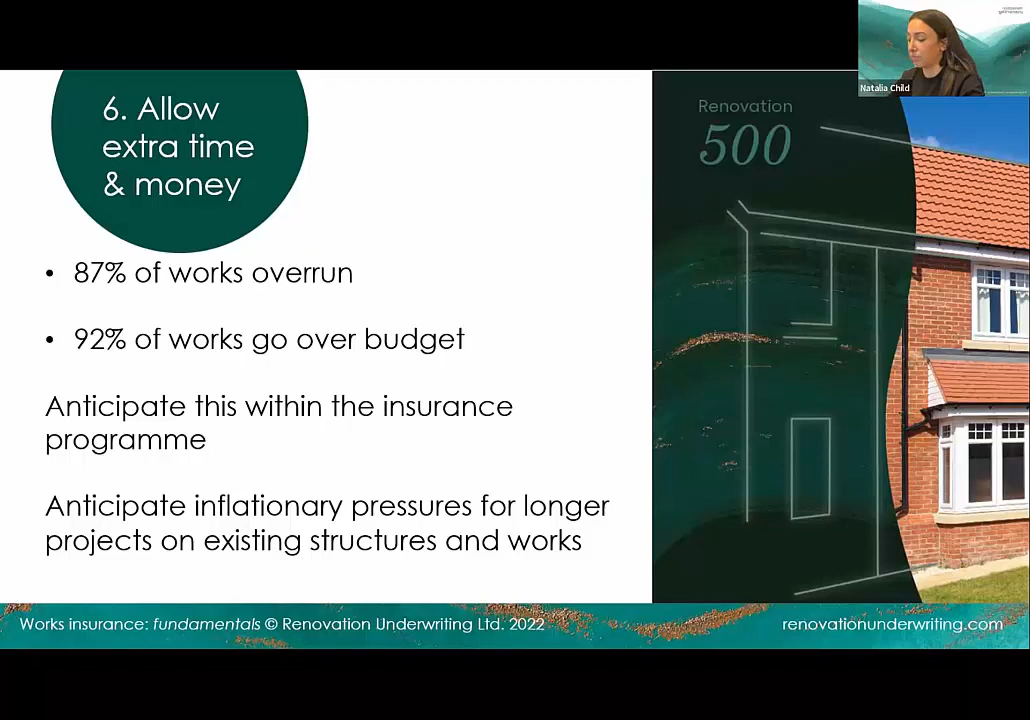 Natalia Child
6. Allow
extra time
& money
Renovation
500
• 87% of works overrun
• 92% of works go over budget
Anticipate this within the insurance
programme
Anticipate inflationary pressures for longer
projects on existing structures and works
Works insurance: fundamentals © Renovation Underwriting Ltd. 2022
renovationunderwriting.com